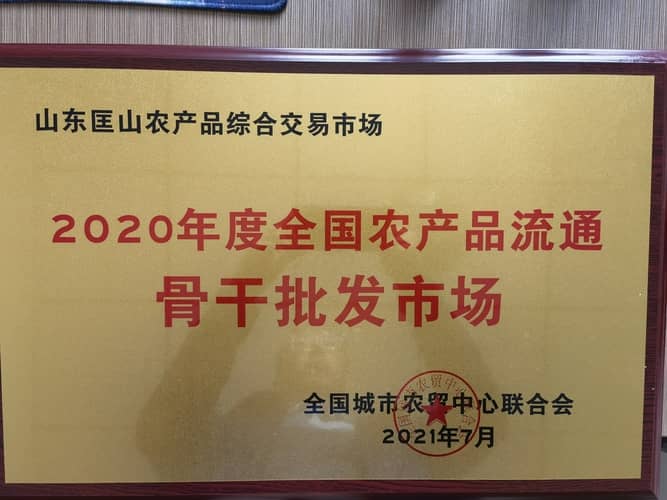 山东匡山农产品综合交易市场
2020年度全国农产品流通
骨干批发市场
全国城市农贸中心联合会
2021年7月